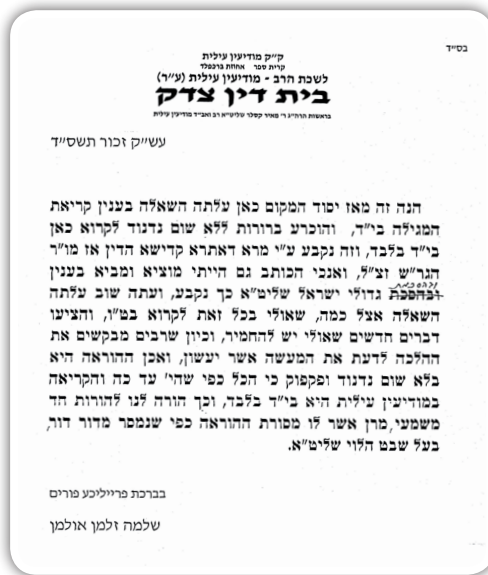 בס״ד
ק״ק מודיעין עילית
קרית ספר    אחוזת ברכפלד
לשכת הרב - מודיעין עילית (ע״ר)
בית דין צדק
בראשות הרה״ג ר׳ מאיר קסלר שליט״א רב ואב״ד מודיעין עילית
עש״ק זכור תשס״ד
הנה זה מאז יסוד המקום כאן עלתה השאלה בענין קריאת
המגילה בי״ד, והוכרע ברורות ללא שום נדנוד לקרוא כאן
בי״ד בלבד, וזה נקבע ע״י מרא דאתרא קדישא הדין אז מו״ר
הגר״ש זצ״ל, ואנכי הכותב גם הייתי מוציא ומביא בענין
ולהסכמת
ובהסכת גדולי ישראל שליט״א כך נקבע, ועתה שוב עלתה
השאלה אצל כמה, שאולי בכל זאת לקרוא בט״ו, והציעו
דברים חדשים שאולי יש להחמיר, וכיון שרבים מבקשים את
ההלכה לדעת את המעשה אשר יעשון, ואכן ההוראה היא
בלא שום נדנוד ופקפוק כי הכל כפי שהי׳ עד כה והקריאה
במודיעין עילית היא בי״ד בלבד, וכך הורה לנו להורות חד
משמעי, מרן אשר לו מסורת ההוראה כפי שנמסר מדור דור,
בעל שבט הלוי שליט״א.
בברכת פרייליכע פורים
שלמה זלמן אולמן